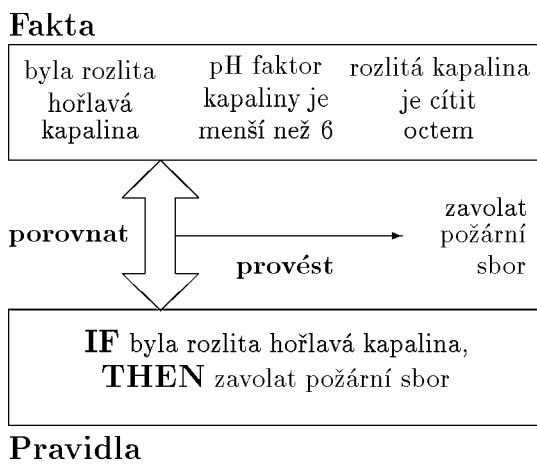 Fakta
byla rozlita
hořlavá
kapalina
pH faktor
kapaliny je
menší než 6
rozlitá kapalina
je cítit
octem
porovnat
provést
zavolat
požární
sbor
IF byla rozlita hořlavá kapalina,
THEN zavolat požární sbor
Pravidla